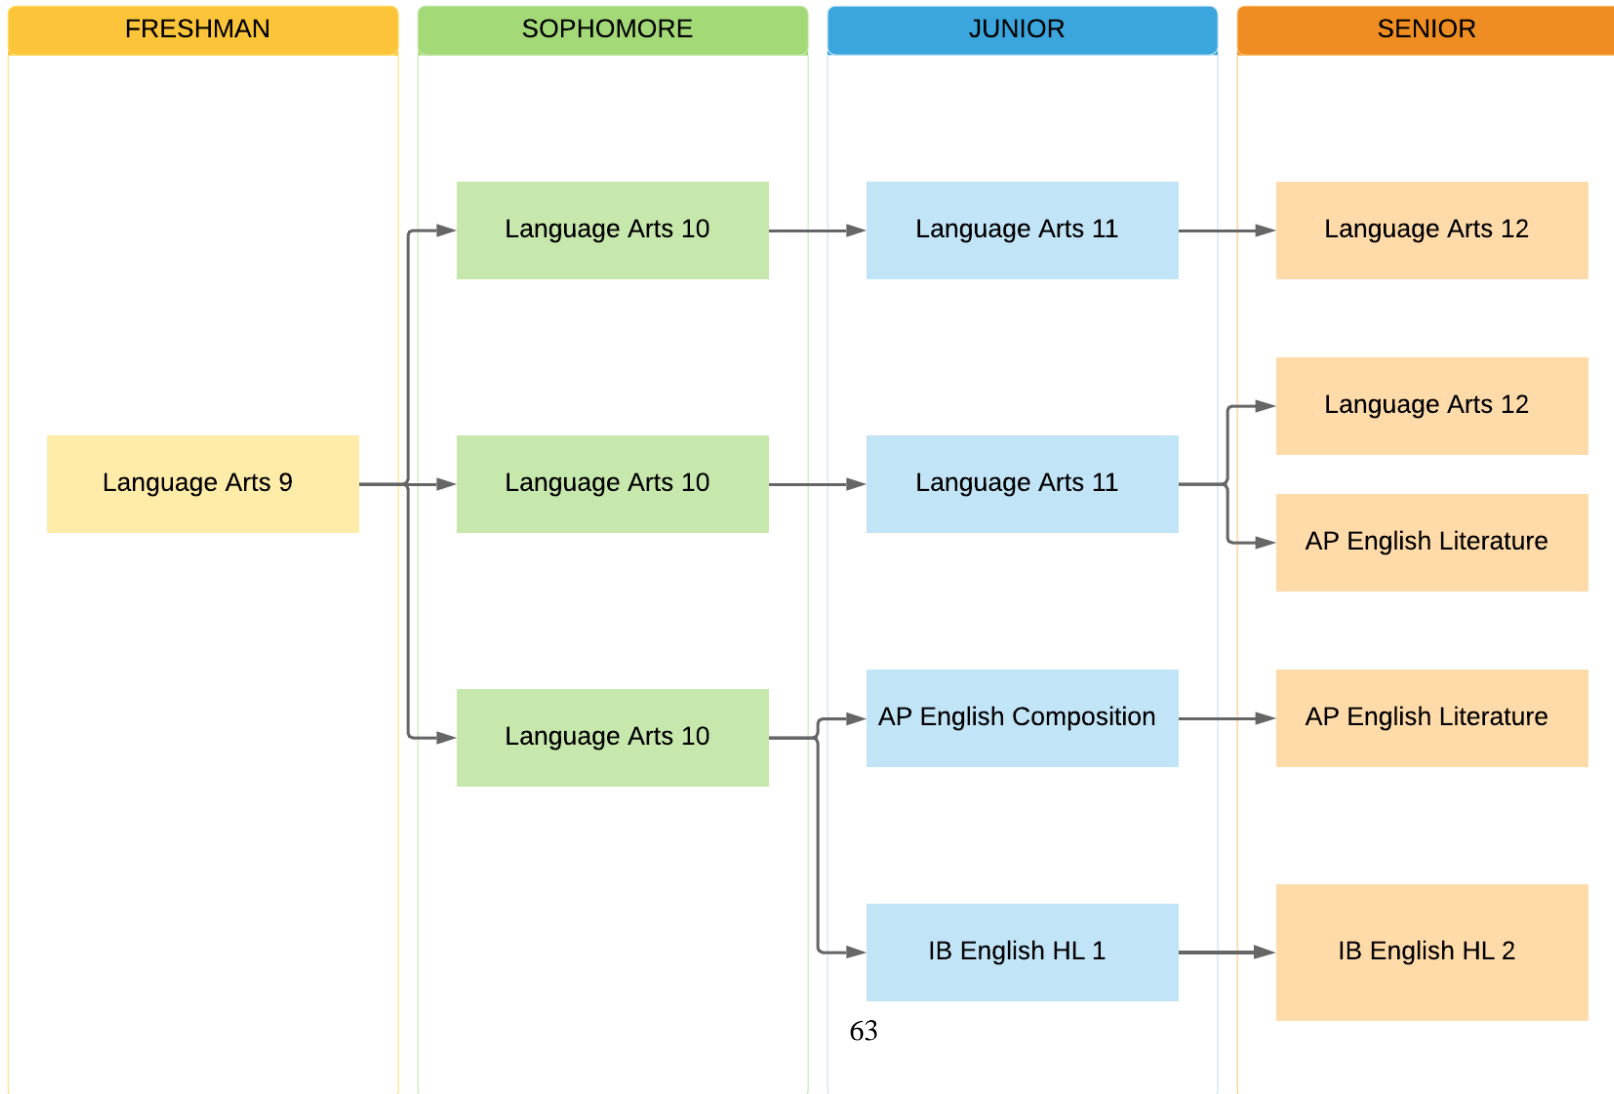 FRESHMAN
SOPHOMORE
JUNIOR
SENIOR
Language Arts 10
Language Arts 11
Language Arts 12
Language Arts 12
Language Arts 9
Language Arts 10
Language Arts 11
AP English Literature
Language Arts 10
AP English Composition
AP English Literature
IB English HL 1
IB English HL 2
63